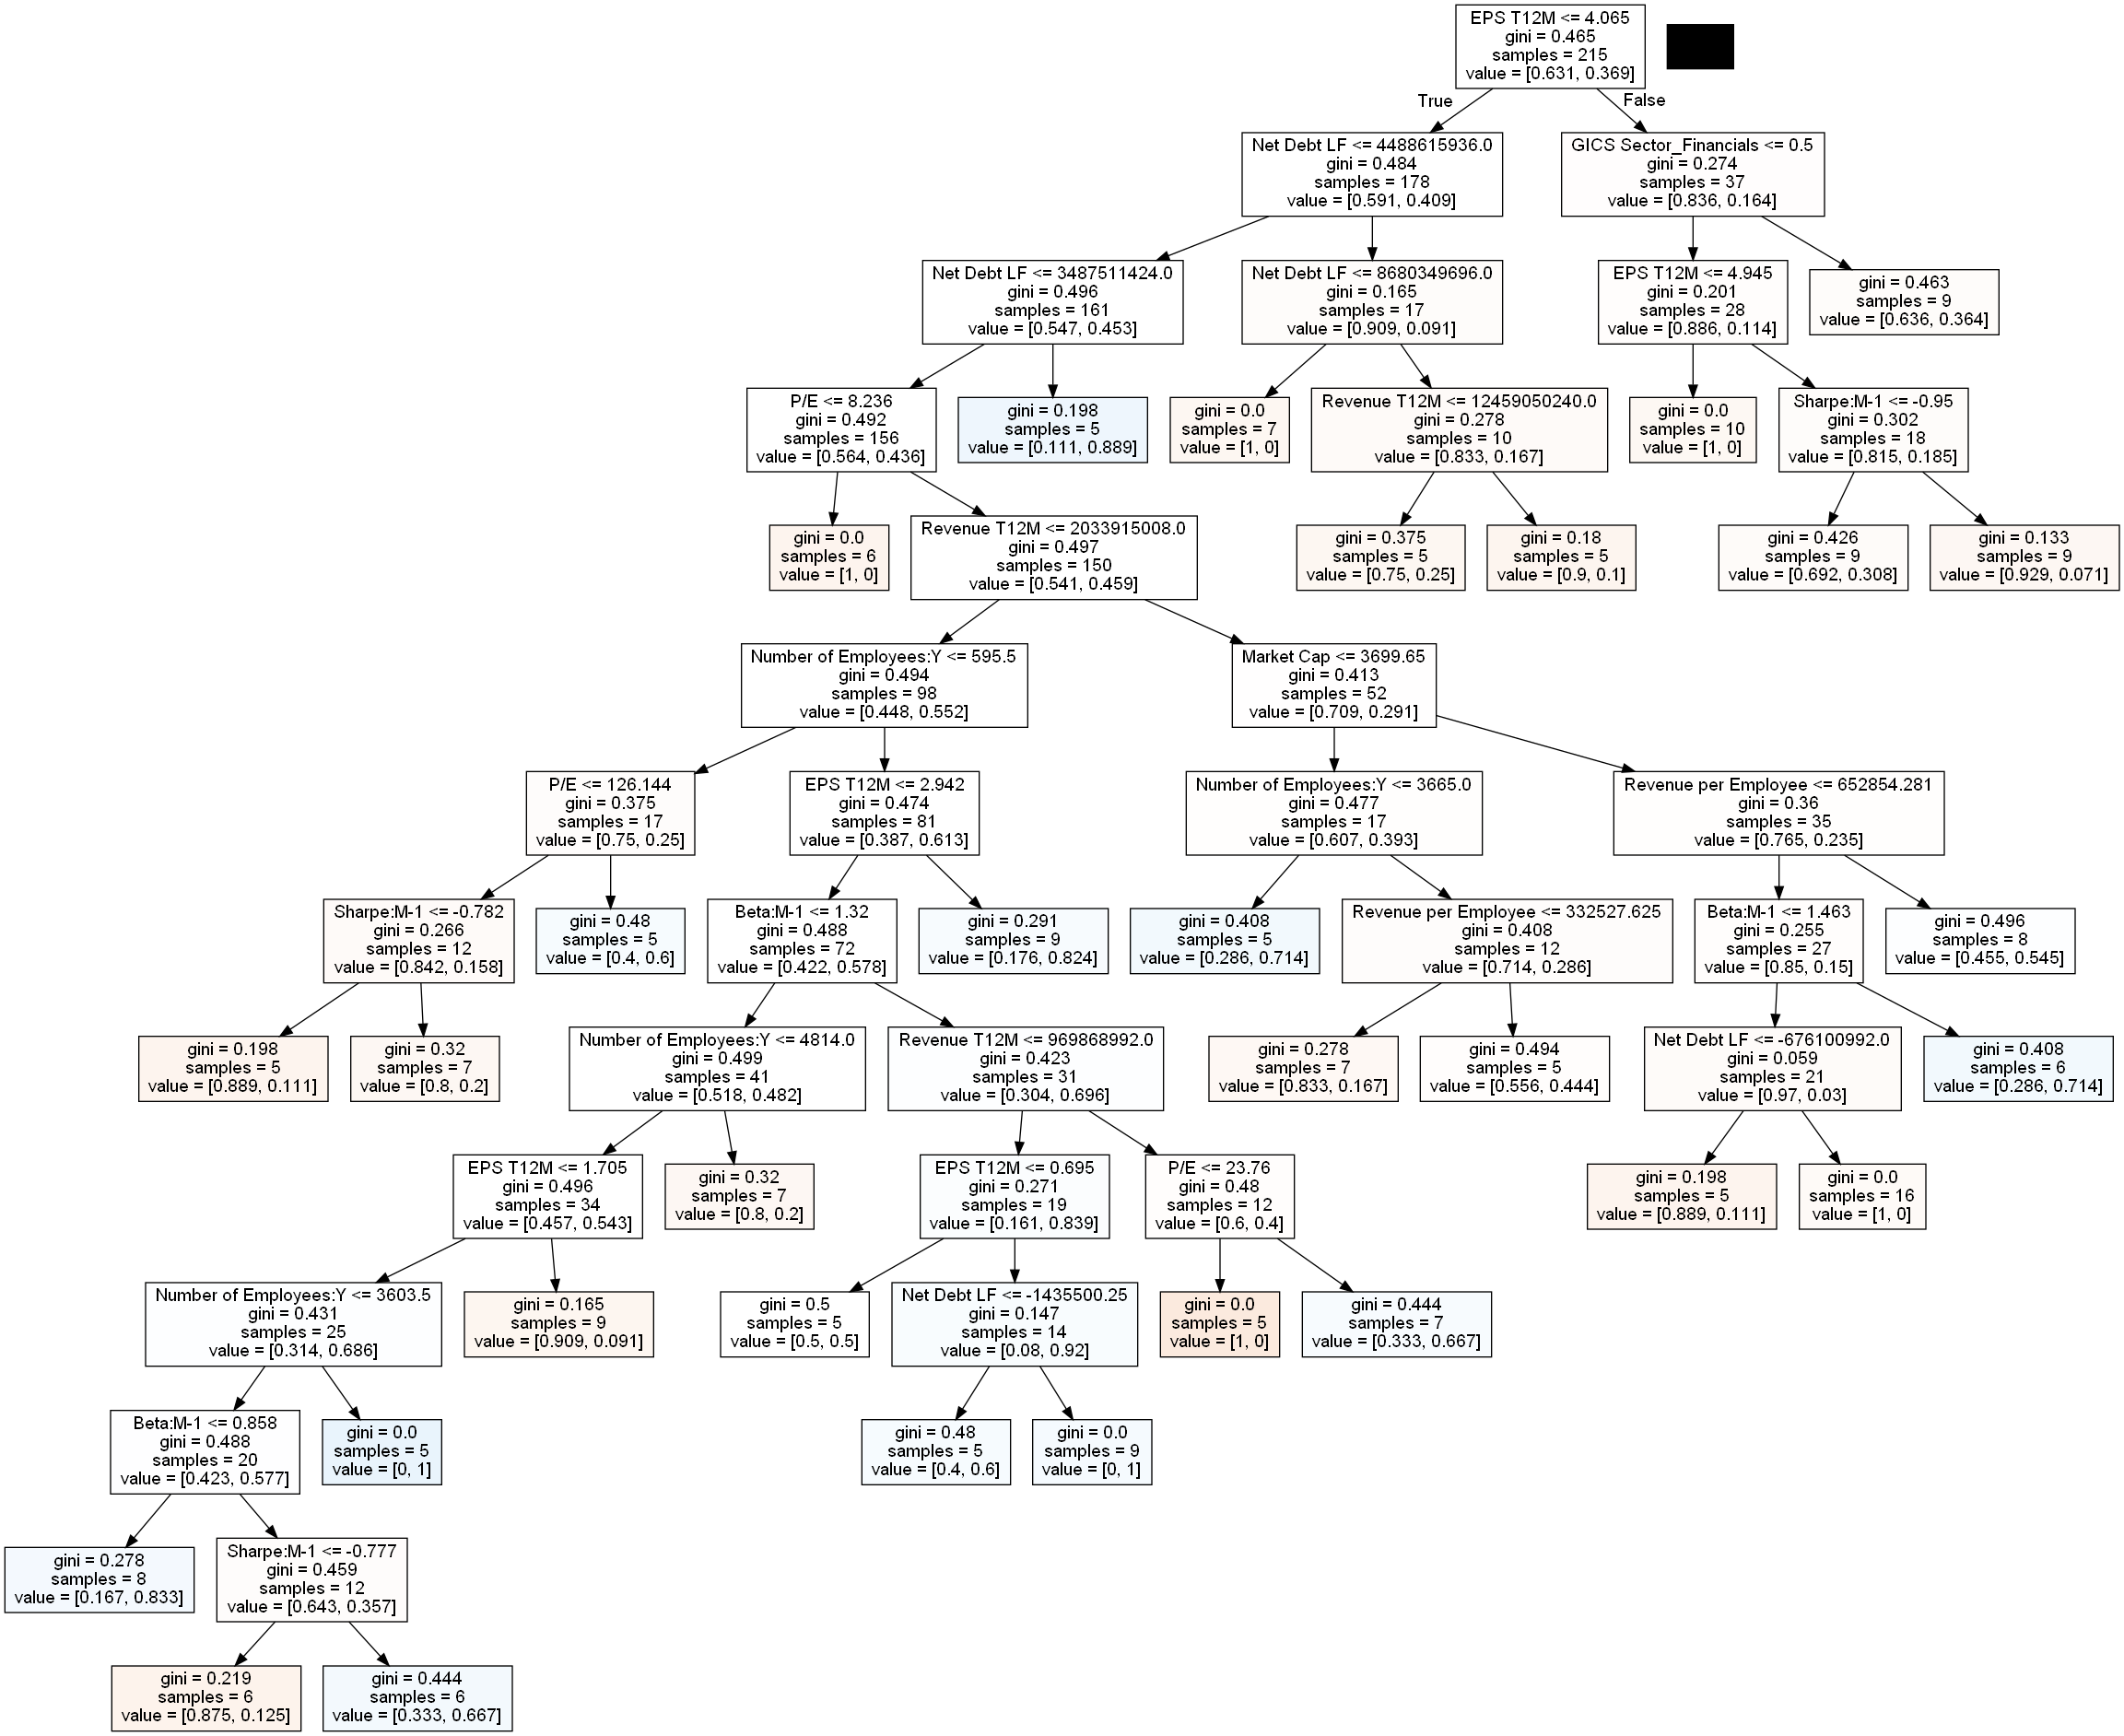 EPS T12M <= 4.065
gini = 0.465
samples = 215
value = [0.631, 0.369]
True
False
Net Debt LF <= 4488615936.0
gini = 0.484
samples = 178
value = [0.591, 0.409]
GICS Sector_Financials <= 0.5
gini = 0.274
samples = 37
value = [0.836, 0.164]
Net Debt LF <= 3487511424.0
gini = 0.496
samples = 161
value = [0.547, 0.453]
Net Debt LF <= 8680349696.0
gini = 0.165
samples = 17
value = [0.909, 0.091]
EPS T12M <= 4.945
gini = 0.201
samples = 28
value = [0.886, 0.114]
gini = 0.463
samples = 9
value = [0.636, 0.364]
P/E <= 8.236
gini = 0.492
samples = 156
value = [0.564, 0.436]
gini = 0.198
samples = 5
value = [0.111, 0.889]
gini = 0.0
samples = 7
value = [1, 0]
Revenue T12M <= 12459050240.0
gini = 0.278
samples = 10
value = [0.833, 0.167]
gini = 0.0
samples = 10
value = [1, 0]
Sharpe:M-1 <= -0.95
gini = 0.302
samples = 18
value = [0.815, 0.185]
gini = 0.0
samples = 6
value = [1, 0]
Revenue T12M <= 2033915008.0
gini = 0.497
samples = 150
value = [0.541, 0.459]
gini = 0.375
samples = 5
value = [0.75, 0.25]
gini = 0.18
samples = 5
value = [0.9, 0.1]
gini = 0.426
samples = 9
value = [0.692, 0.308]
gini = 0.133
samples = 9
value = [0.929, 0.071]
Number of Employees:Y <= 595.5
gini = 0.494
samples = 98
value = [0.448, 0.552]
Market Cap <= 3699.65
gini = 0.413
samples = 52
value = [0.709, 0.291]
P/E <= 126.144
gini = 0.375
samples = 17
value = [0.75, 0.25]
EPS T12M <= 2.942
gini = 0.474
samples = 81
value = [0.387, 0.613]
Number of Employees:Y <= 3665.0
gini = 0.477
samples = 17
value = [0.607, 0.393]
Revenue per Employee <= 652854.281
gini = 0.36
samples = 35
value = [0.765, 0.235]
Sharpe:M-1 <= -0.782
gini = 0.266
samples = 12
value = [0.842, 0.158]
gini = 0.48
samples = 5
value = [0.4, 0.6]
Beta:M-1 <= 1.32
gini = 0.488
samples = 72
value = [0.422, 0.578]
gini = 0.291
samples = 9
value = [0.176, 0.824]
gini = 0.408
samples = 5
value = [0.286, 0.714]
Revenue per Employee <= 332527.625
gini = 0.408
samples = 12
value = [0.714, 0.286]
Beta:M-1 <= 1.463
gini = 0.255
samples = 27
value = [0.85, 0.15]
gini = 0.496
samples = 8
value = [0.455, 0.545]
gini = 0.198
samples = 5
value = [0.889, 0.111]
gini = 0.32
samples = 7
value = [0.8, 0.2]
Number of Employees:Y <= 4814.0
gini = 0.499
samples = 41
value = [0.518, 0.482]
Revenue T12M <= 969868992.0
gini = 0.423
samples = 31
value = [0.304, 0.696]
gini = 0.278
samples = 7
value = [0.833, 0.167]
gini = 0.494
samples = 5
value = [0.556, 0.444]
Net Debt LF <= -676100992.0
gini = 0.059
samples = 21
value = [0.97, 0.03]
gini = 0.408
samples = 6
value = [0.286, 0.714]
EPS T12M <= 1.705
gini = 0.496
samples = 34
value = [0.457, 0.543]
gini = 0.32
samples = 7
value = [0.8, 0.2]
EPS T12M <= 0.695
gini = 0.271
samples = 19
value = [0.161, 0.839]
P/E <= 23.76
gini = 0.48
samples = 12
value = [0.6, 0.4]
gini = 0.198
samples = 5
value = [0.889, 0.111]
gini = 0.0
samples = 16
value = [1, 0]
Number of Employees:Y <= 3603.5
gini = 0.431
samples = 25
value = [0.314, 0.686]
gini = 0.165
samples = 9
value = [0.909, 0.091]
gini = 0.5
samples = 5
value = [0.5, 0.5]
Net Debt LF <= -1435500.25
gini = 0.147
samples = 14
value = [0.08, 0.92]
gini = 0.0
samples = 5
value = [1, 0]
gini = 0.444
samples = 7
value = [0.333, 0.667]
Beta:M-1 <= 0.858
gini = 0.488
samples = 20
value = [0.423, 0.577]
gini = 0.0
samples = 5
value = [0, 1]
gini = 0.48
samples = 5
value = [0.4, 0.6]
gini = 0.0
samples = 9
value = [0, 1]
gini = 0.278
samples = 8
value = [0.167, 0.833]
Sharpe:M-1 <= -0.777
gini = 0.459
samples = 12
value = [0.643, 0.357]
gini = 0.219
samples = 6
value = [0.875, 0.125]
gini = 0.444
samples = 6
value = [0.333, 0.667]